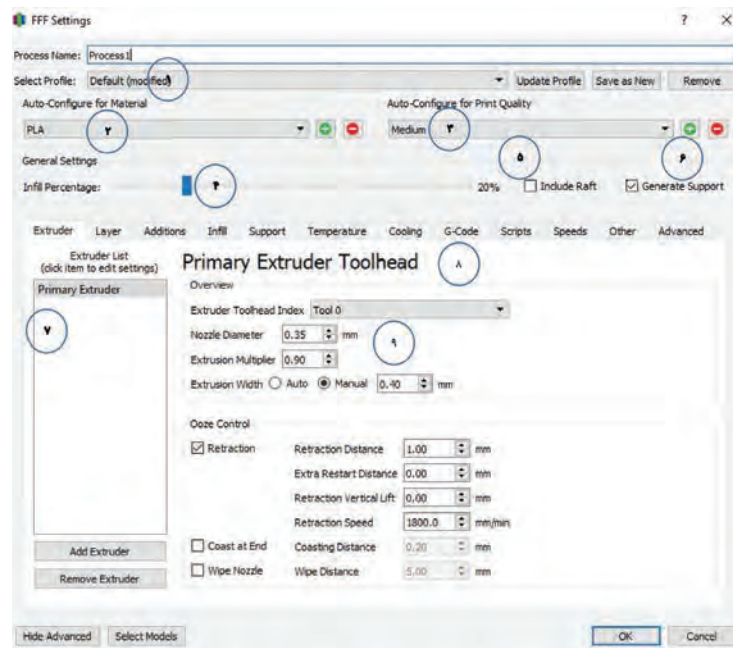 FFF Settings ? ×
Process Name: Process1
Select Profile: Default (modified) ۱ Update Profile Save as New Remove
Auto-Configure for Material Auto-Configure for Print Quality
PLA ۲ Medium ۳
General Settings ۵ ۶
Infill Percentage: ۴ 20% Include Raft Generate Support
Extruder Layer Additions Infill Support Temperature Cooling G-Code Scripts Speeds Other Advanced
Extruder List
(click item to edit settings)
Primary Extruder
۷
Primary Extruder Toolhead ۸
Overview
Extruder Toolhead Index Tool 0
Nozzle Diameter 0.35 mm ۹
Extrusion Multiplier 0.90
Extrusion Width Auto Manual 0.40 mm
Ooze Control
Retraction Retraction Distance 1.00 mm
Extra Restart Distance 0.00 mm
Retraction Vertical Lift 0.00 mm
Retraction Speed 1800.0 mm/min
Coast at End Coasting Distance 0.20 mm
Wipe Nozzle Wipe Distance 5.00 mm
Add Extruder
Remove Extruder
Hide Advanced Select Models OK Cancel